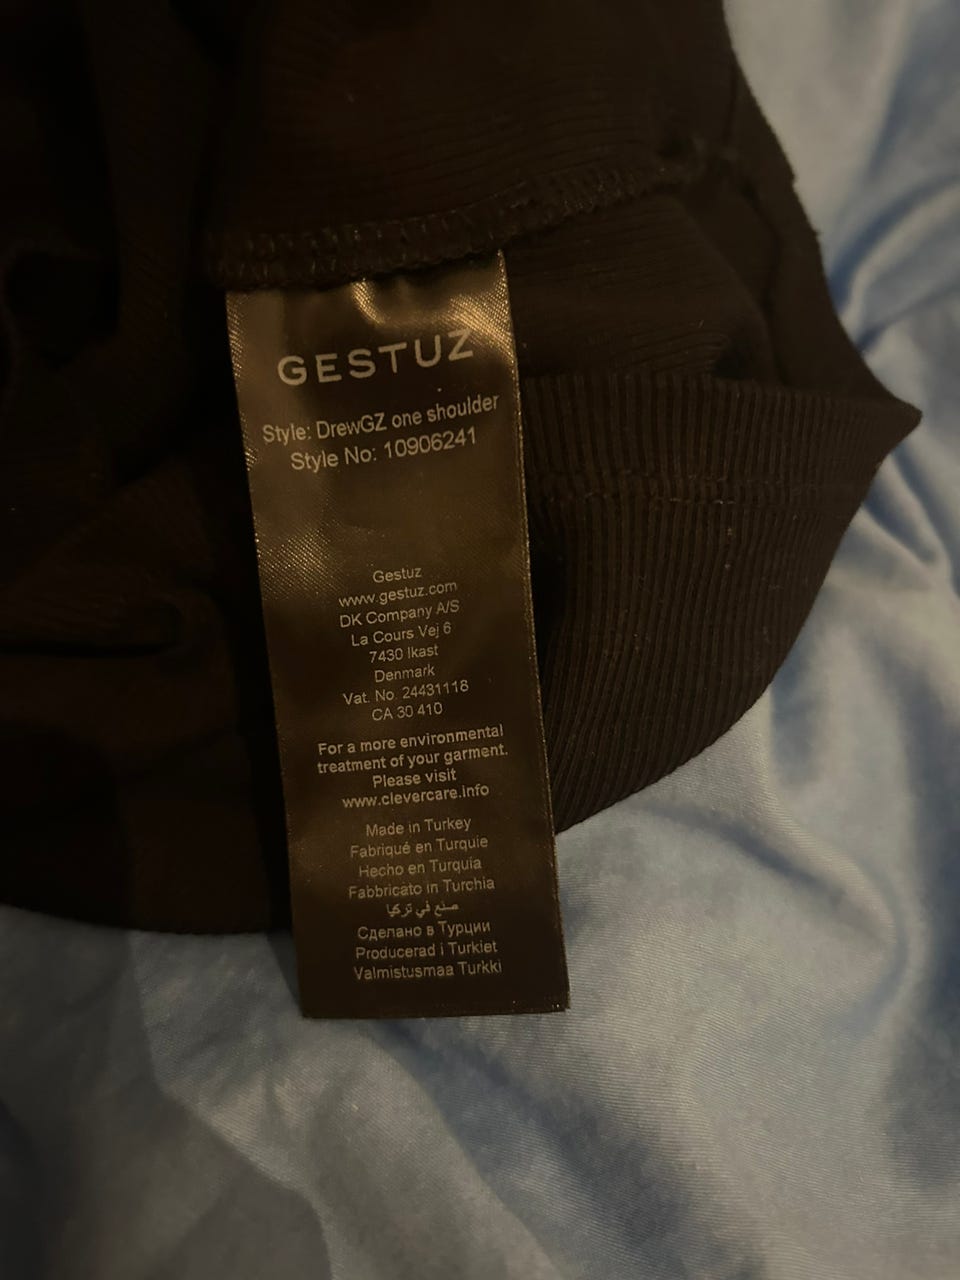 GESTUZ
Style: DrewGZ one shoulder
Style No: 10906241
Gestuz
www.gestuz.com
DK Company A/S
La Cours Vej 6
7430 Ikast
Denmark
Vat. No. 24431118
CA 30 410
For a more environmental
treatment of your garment.
Please visit
www.clevercare.info
Made in Turkey
Fabriqué en Turquie
Hecho en Turquia
Fabbricato in Turchia
صنع في تركيا
Сделано в Турции
Producerad i Turkiet
Valmistusmaa Turkki